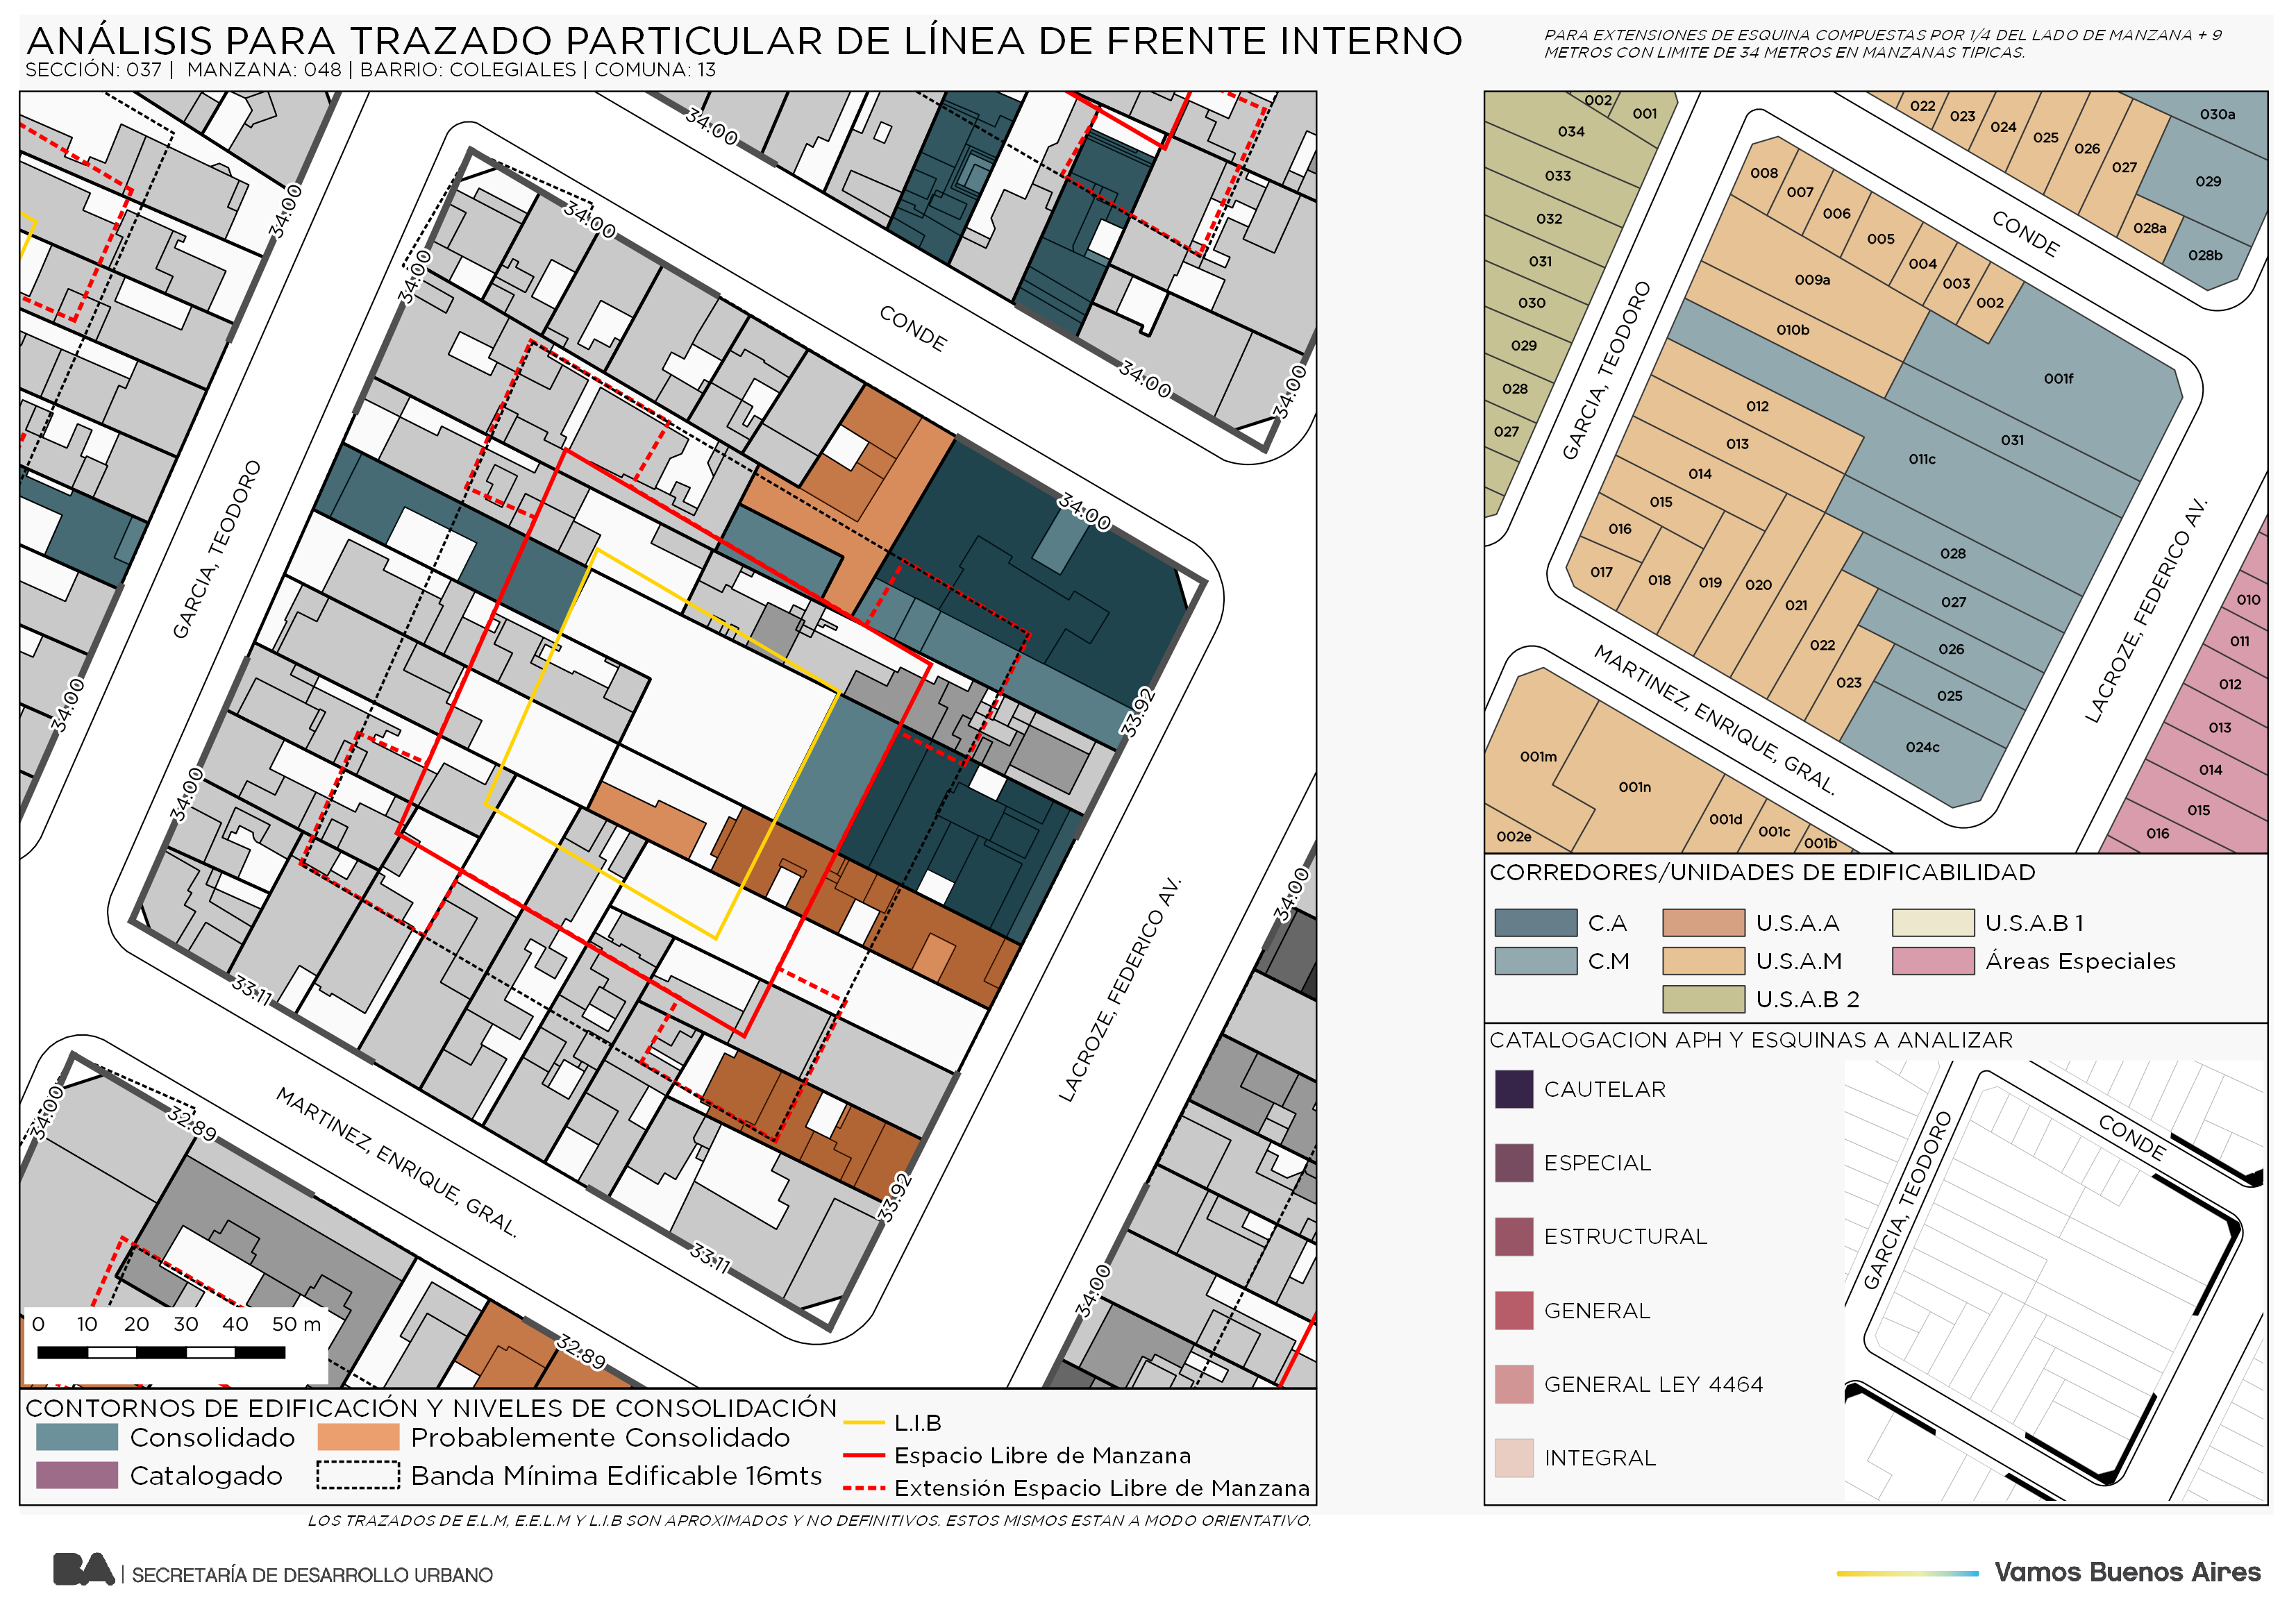 ANÁLISIS PARA TRAZADO PARTICULAR DE LÍNEA DE FRENTE INTERNO
SECCIÓN: 037 | MANZANA: 048 | BARRIO: COLEGIALES | COMUNA: 13
PARA EXTENSIONES DE ESQUINA COMPUESTAS POR 1/4 DEL LADO DE MANZANA + 9
METROS CON LIMITE DE 34 METROS EN MANZANAS TIPICAS.
34:00
34:00
34:00
34:00
CONDE
34:00
34:00
GARCIA, TEODORO
34:00
34:00
34:00
33.92
34:00
33.11
LACROZE, FEDERICO AV.
34:00
MARTINEZ, ENRIQUE, GRAL.
32.89
33.92
33.11
34:00
32.89
0 10 20 30 40 50 m
CONTORNOS DE EDIFICACIÓN Y NIVELES DE CONSOLIDACIÓN
Consolidado
Probablemente Consolidado
Catalogado
Banda Mínima Edificable 16mts
L.I.B
Espacio Libre de Manzana
Extensión Espacio Libre de Manzana
LOS TRAZADOS DE E.L.M, E.E.L.M Y L.I.B SON APROXIMADOS Y NO DEFINITIVOS. ESTOS MISMOS ESTAN A MODO ORIENTATIVO.
002
001
034
033
032
031
030
029
028
027
022
023
024
025
026
027
030a
029
028a
028b
CONDE
GARCIA, TEODORO
008
007
006
005
004
003
002
009a
010b
001f
031
011c
012
013
014
015
016
017
018
019
020
021
022
023
028
027
026
025
024c
LACROZE, FEDERICO AV.
MARTINEZ, ENRIQUE, GRAL.
010
011
012
013
014
015
016
001m
001n
001d
001c
001b
002e
CORREDORES/UNIDADES DE EDIFICABILIDAD
C.A
U.S.A.A
U.S.A.B 1
C.M
U.S.A.M
Áreas Especiales
U.S.A.B 2
CATALOGACION APH Y ESQUINAS A ANALIZAR
CAUTELAR
ESPECIAL
ESTRUCTURAL
GENERAL
GENERAL LEY 4464
INTEGRAL
CONDE
GARCIA, TEODORO
BA | SECRETARÍA DE DESARROLLO URBANO
Vamos Buenos Aires